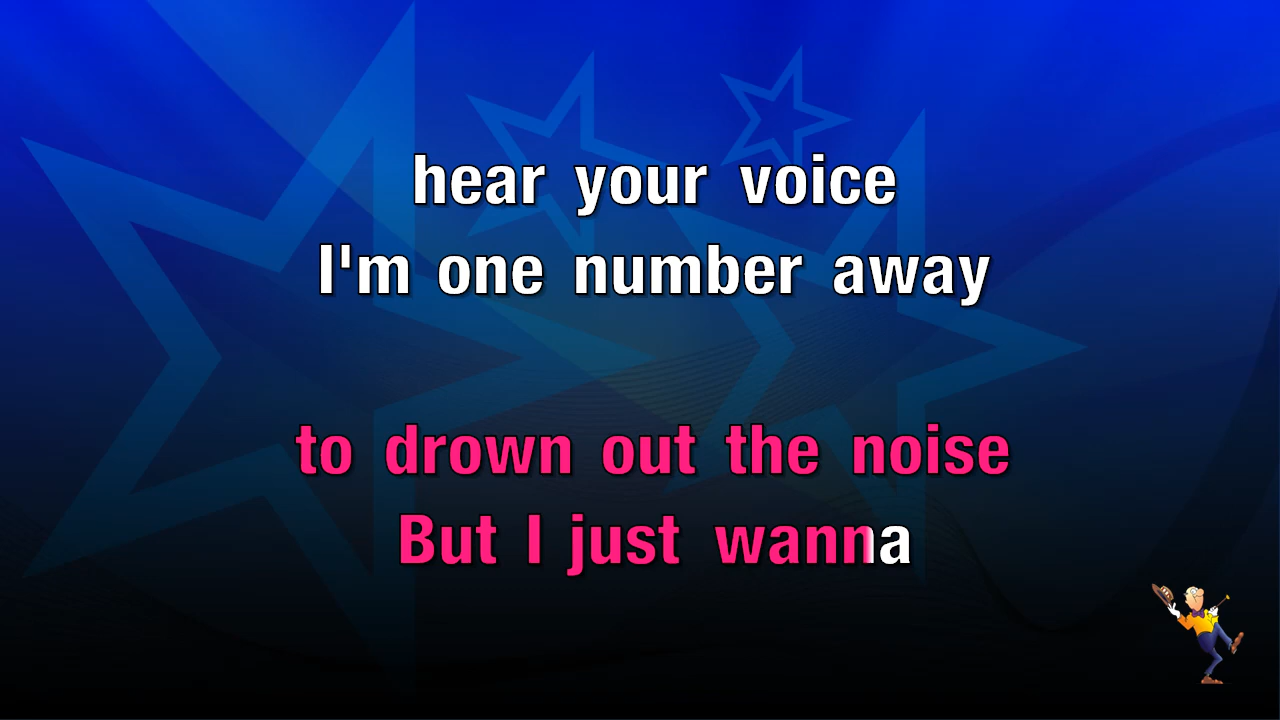 hear your voice
I'm one number away
to drown out the noise
But I just wanna